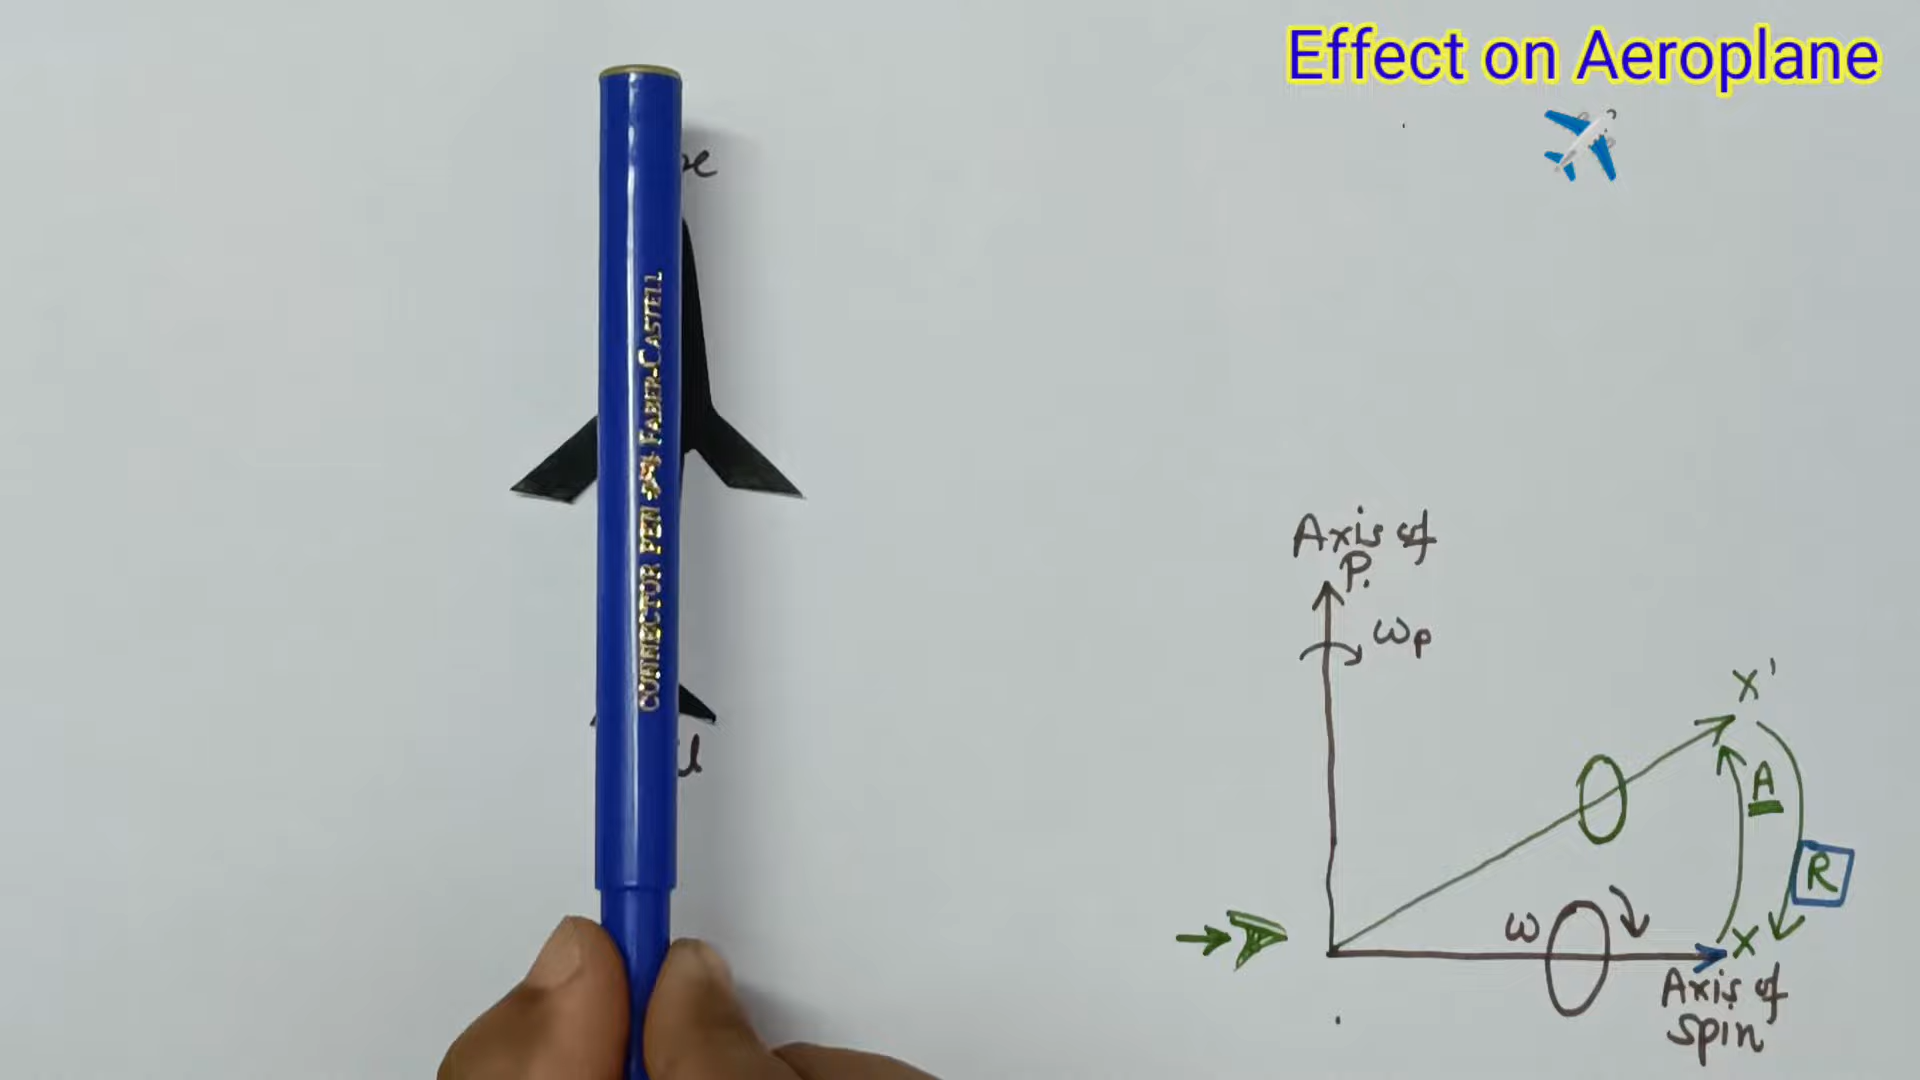 Effect on Aeroplane
CONNECTOR PEN FABER-CASTELL
Axis of
P.
ωp
X'
A
R
ω
X
Axis of
spin